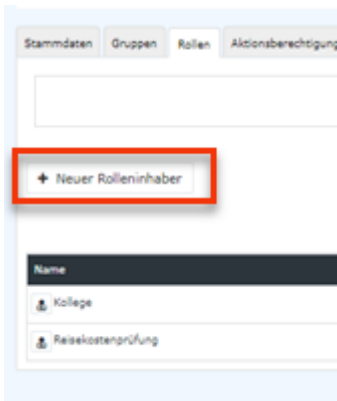 Stammdaten Gruppen Rollen Aktionsberechtigung
+ Neuer Rolleninhaber
Name
Kollege
Reisekostenprüfung